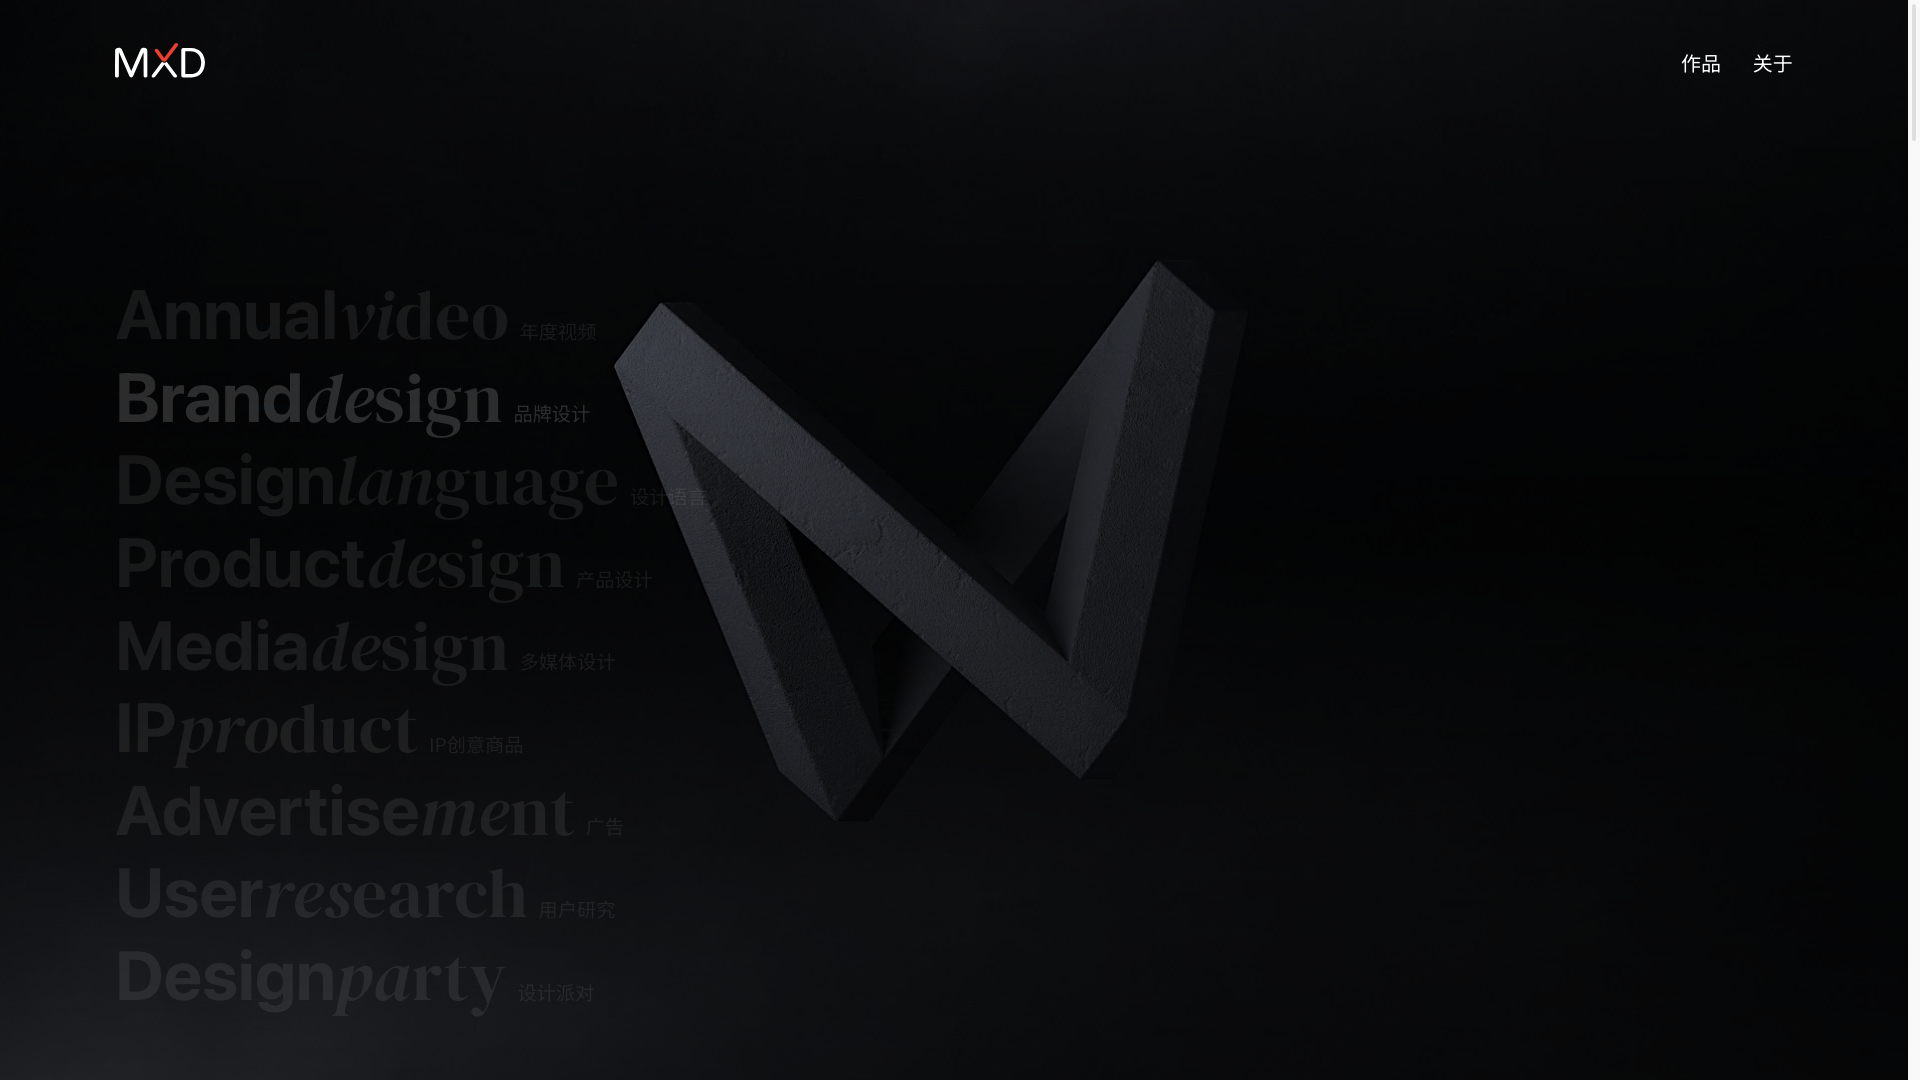 MXD
作品 关于
Annualvideo 年度视频
Branddesign 品牌设计
Designlanguage 设计语言
Productdesign 产品设计
Mediadesign 多媒体设计
IPproduct IP创意商品
Advertisement 广告
Userresearch 用户研究
Designparty 设计派对